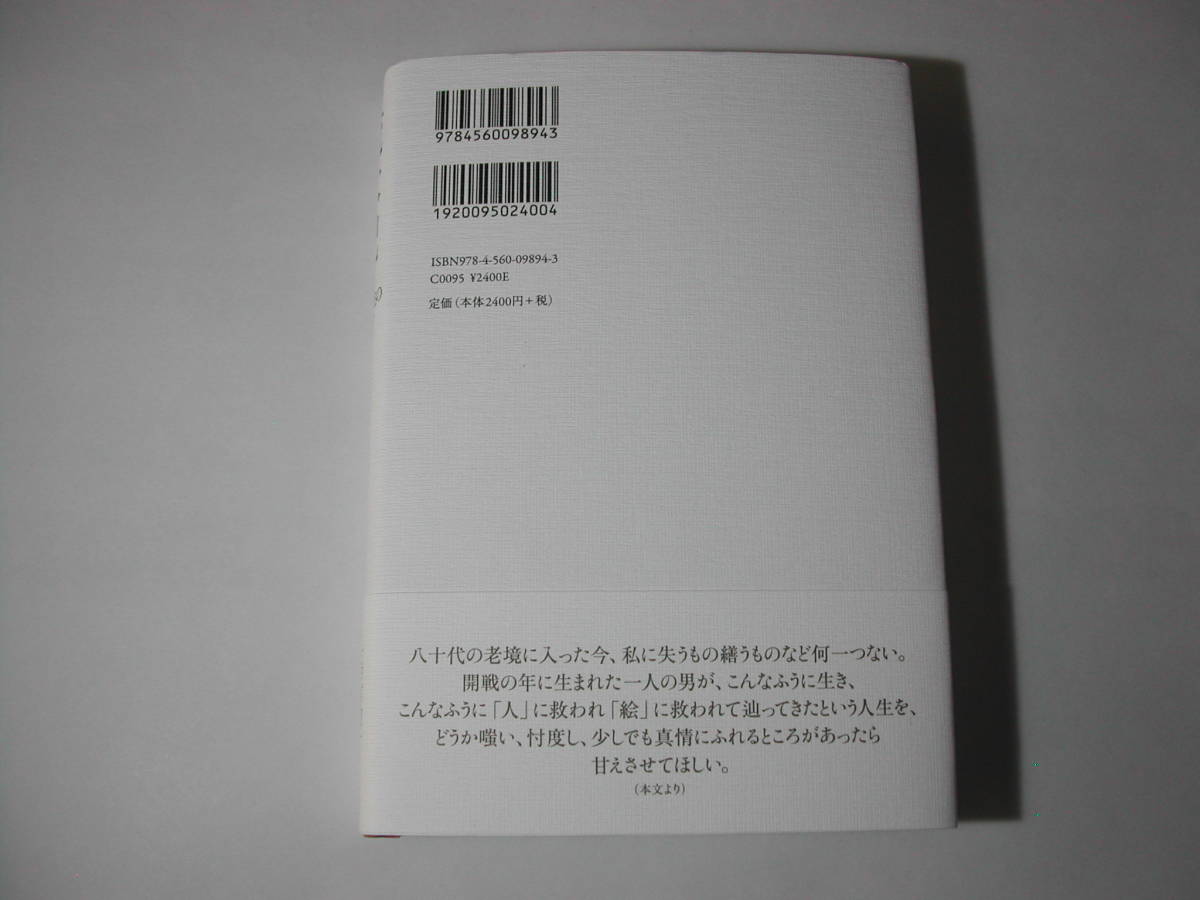 9784560098943
1920095024004
ISBN978-4-560-09894-3
C0095 ¥2400E
定価(本体2400円+税)
八十代の老境に入った今、私に失うもの繕うものなど何一つない。
開戦の年に生まれた一人の男が、こんなふうに生き、
こんなふうに「人」に救われ「絵」に救われて辿ってきたという人生を、
どうか嗤い、忖度し、少しでも真情にふれるところがあったら
甘えさせてほしい。
(本文より)